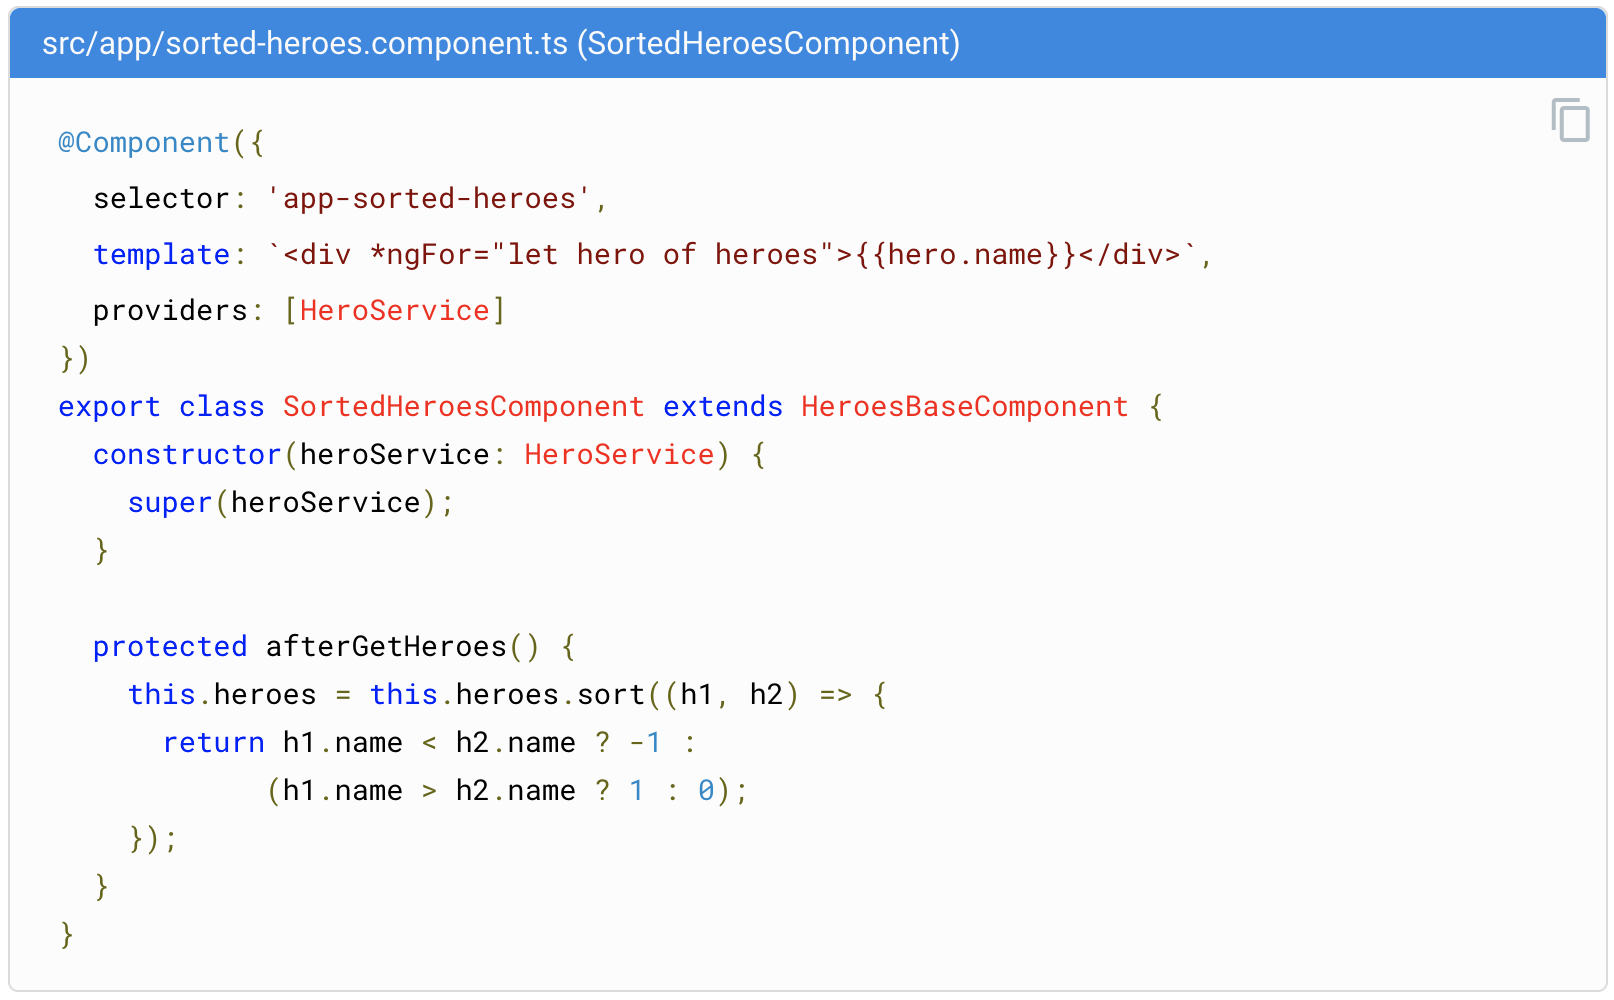 src/app/sorted-heroes.component.ts (SortedHeroesComponent)
@Component({
  selector: 'app-sorted-heroes',
  template: `<div *ngFor="let hero of heroes">{{hero.name}}</div>`,
  providers: [HeroService]
})
export class SortedHeroesComponent extends HeroesBaseComponent {
  constructor(heroService: HeroService) {
    super(heroService);
  }

  protected afterGetHeroes() {
    this.heroes = this.heroes.sort((h1, h2) => {
      return h1.name < h2.name ? -1 :
            (h1.name > h2.name ? 1 : 0);
    });
  }
}